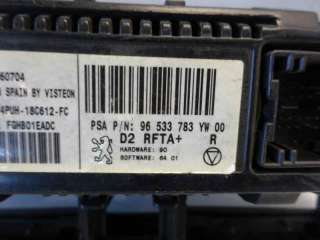 60704
SPAIN BY VISTEON
4PUH-18C612-FC
FGHB01EADC
PSA P/N: 96 533 783 YW 00
D2 RFTA+ R
HARDWARE: 90
SOFTWARE: 64 01